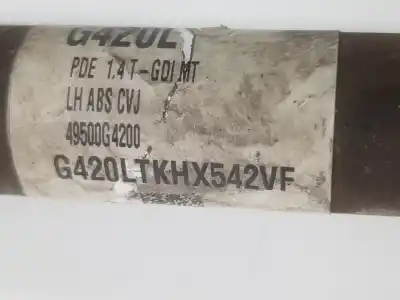 G420L
PDE 1.4 T-GDI MT
LH ABS CVJ
49500G4200
G420LTKHX542VF